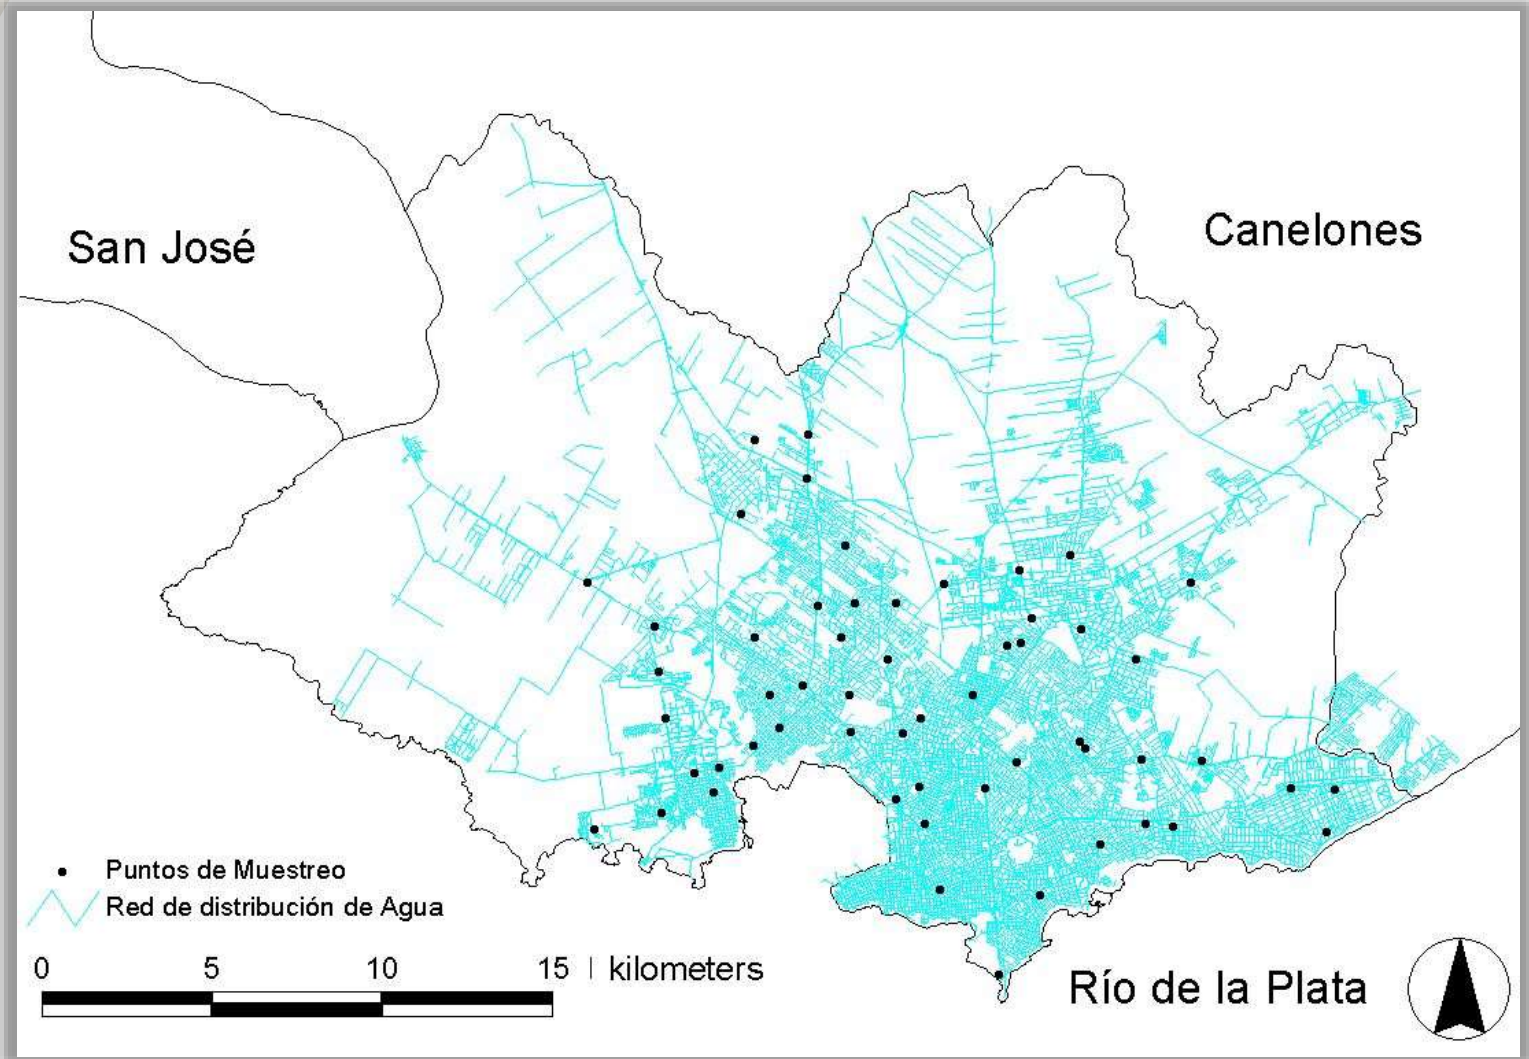 San José
Canelones
Puntos de Muestreo
Red de distribución de Agua
0 5 10 15 kilometers
Río de la Plata